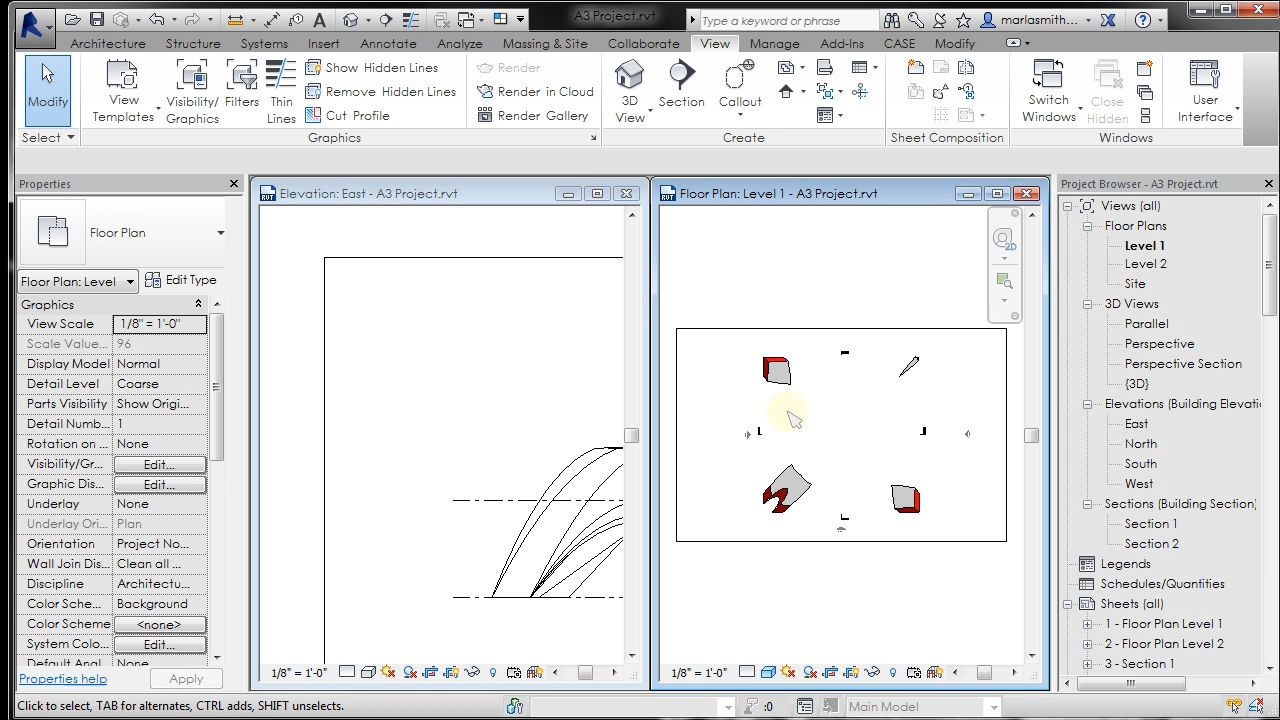 A3 Project.rvt
Type a keyword or phrase
marlasmith...
Architecture Structure Systems Insert Annotate Analyze Massing & Site Collaborate View Manage Add-Ins CASE Modify
Modify
View Templates
Visibility/ Graphics
Filters
Thin Lines
Show Hidden Lines
Remove Hidden Lines
Cut Profile
Render
Render in Cloud
Render Gallery
3D View
Section
Callout
Switch Windows
Close Hidden
User Interface
Select
Graphics
Create
Sheet Composition
Windows
Properties
Floor Plan
Floor Plan: Level
Edit Type
Graphics
View Scale 1/8" = 1'-0"
Scale Value... 96
Display Model Normal
Detail Level Coarse
Parts Visibility Show Origi...
Detail Numb... 1
Rotation on ... None
Visibility/Gr... Edit...
Graphic Dis... Edit...
Underlay None
Underlay Ori... Plan
Orientation Project No...
Wall Join Dis... Clean all ...
Discipline Architectu...
Color Sche... Background
Color Scheme <none>
System Colo... Edit...
Default Anal... None
Properties help
Apply
Elevation: East - A3 Project.rvt
1/8" = 1'-0"
Floor Plan: Level 1 - A3 Project.rvt
2D
1/8" = 1'-0"
Project Browser - A3 Project.rvt
Views (all)
Floor Plans
Level 1
Level 2
Site
3D Views
Parallel
Perspective
Perspective Section
{3D}
Elevations (Building Elevatic
East
North
South
West
Sections (Building Section)
Section 1
Section 2
Legends
Schedules/Quantities
Sheets (all)
1 - Floor Plan Level 1
2 - Floor Plan Level 2
3 - Section 1
Click to select, TAB for alternates, CTRL adds, SHIFT unselects.
:0
Main Model